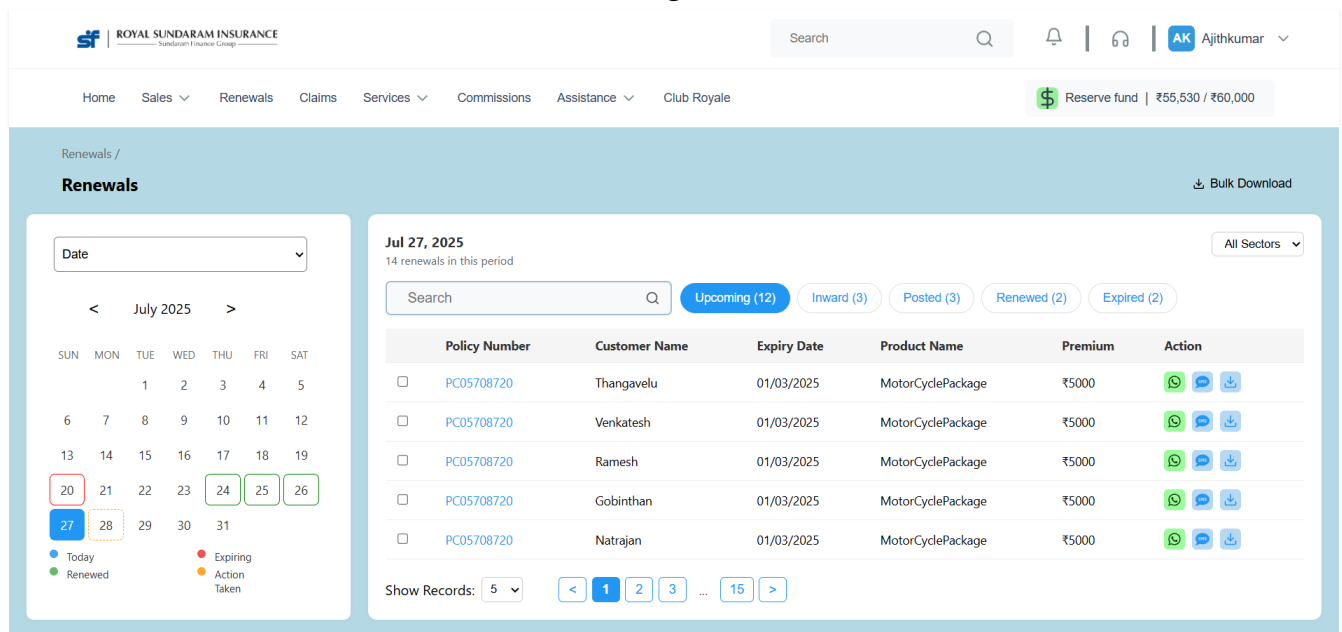 sf | ROYAL SUNDARAM INSURANCE
Sundaram Finance Group
Search
AK Ajithkumar
Home Sales Renewals Claims Services Commissions Assistance Club Royale
$ Reserve fund | ₹55,530 / ₹60,000
Renewals /
Renewals
Bulk Download
Date
< July 2025 >
SUN MON TUE WED THU FRI SAT
1 2 3 4 5
6 7 8 9 10 11 12
13 14 15 16 17 18 19
20 21 22 23 24 25 26
27 28 29 30 31
Today Expiring
Renewed Action
Taken
Jul 27, 2025
14 renewals in this period
All Sectors
Search
Upcoming (12) Inward (3) Posted (3) Renewed (2) Expired (2)
Policy Number Customer Name Expiry Date Product Name Premium Action
PC05708720 Thangavelu 01/03/2025 MotorCyclePackage ₹5000 SMS
PC05708720 Venkatesh 01/03/2025 MotorCyclePackage ₹5000 SMS
PC05708720 Ramesh 01/03/2025 MotorCyclePackage ₹5000 SMS
PC05708720 Gobinthan 01/03/2025 MotorCyclePackage ₹5000 SMS
PC05708720 Natrajan 01/03/2025 MotorCyclePackage ₹5000 SMS
Show Records: 5 < 1 2 3 ... 15 >